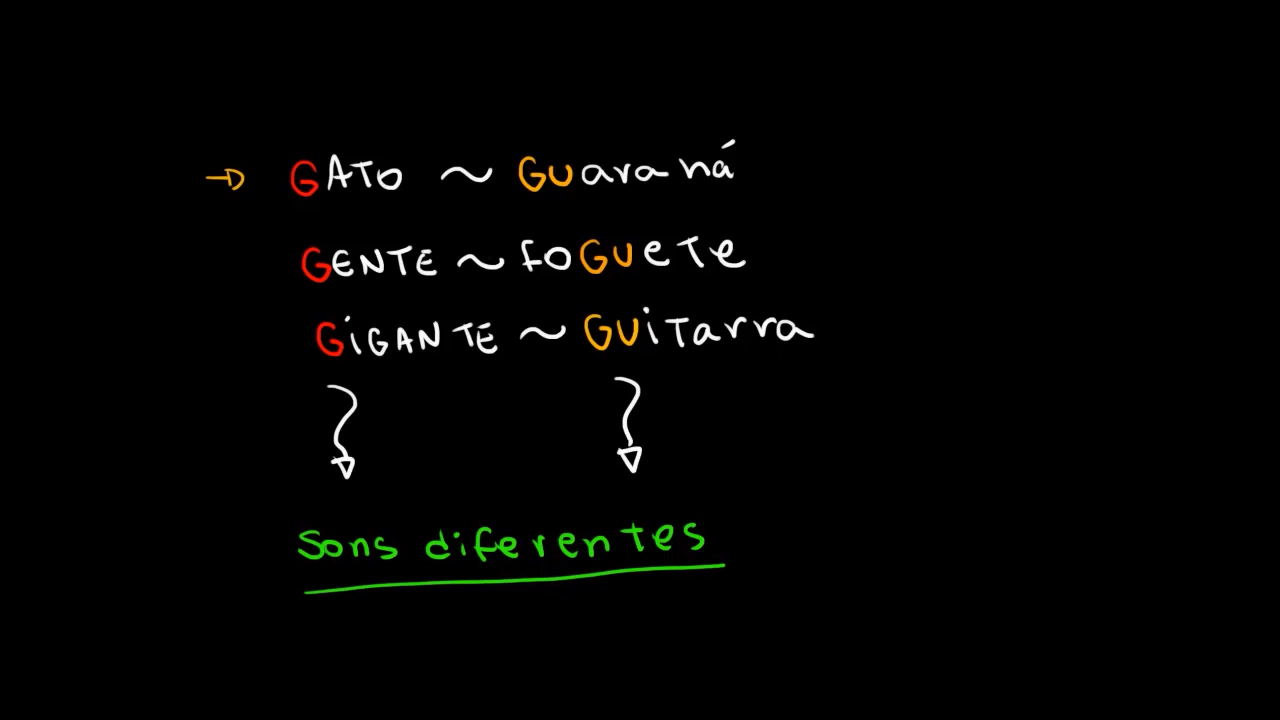 → GATO ~ GUaraná
GENTE ~ foGUeTe
GiGANTE ~ GUiTarra
Sons diferentes